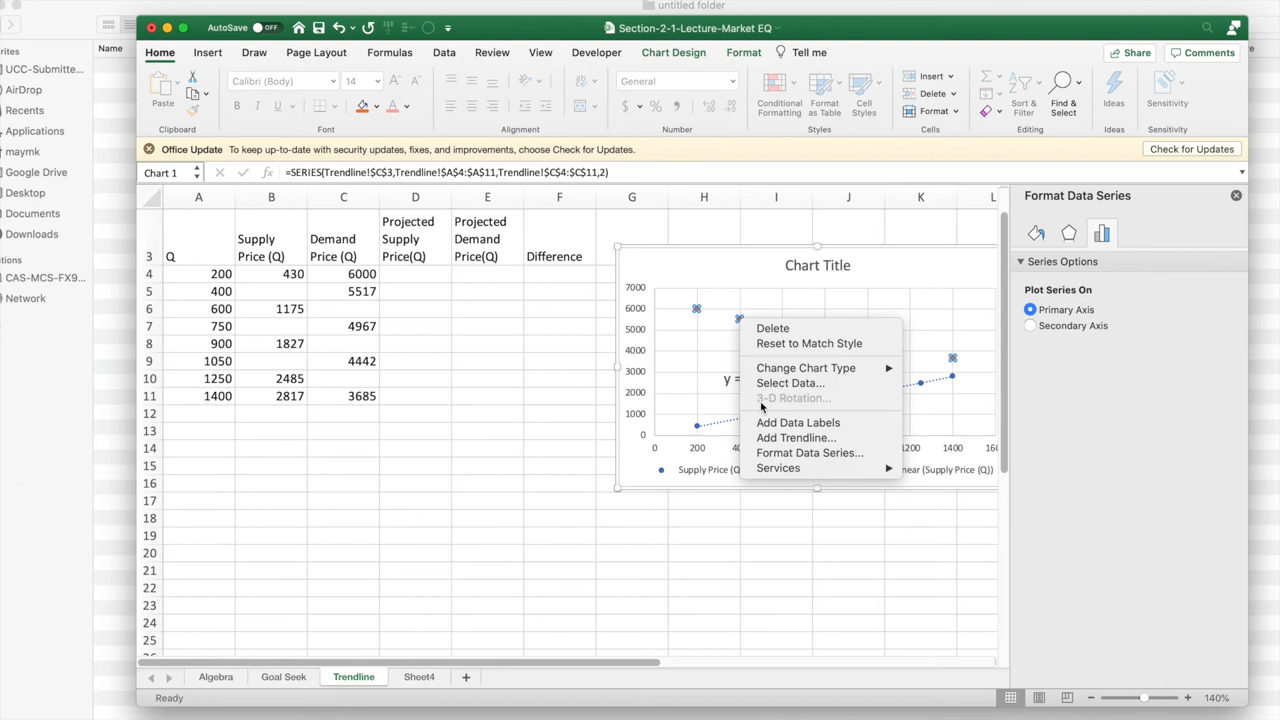 untitled folder
AutoSave OFF
Section-2-1-Lecture-Market EQ
Home Insert Draw Page Layout Formulas Data Review View Developer Chart Design Format Tell me
Share Comments
Name
rites
UCC-Submitte...
AirDrop
Recents
Applications
maymk
Google Drive
Desktop
Documents
Downloads
ations
CAS-MCS-FX9...
Network
Paste
Calibri (Body) 14
General
B I U
A A
$ % ,
Conditional Formatting
Format as Table
Cell Styles
Insert
Delete
Format
Sort & Filter
Find & Select
Ideas
Sensitivity
Clipboard Font Alignment Number Styles Cells Editing Ideas Sensitivity
Office Update To keep up-to-date with security updates, fixes, and improvements, choose Check for Updates.
Check for Updates
Chart 1
fx =SERIES(Trendline!$C$3,Trendline!$A$4:$A$11,Trendline!$C$4:$C$11,2)
A B C D E F G H I J K L
3 Q Supply Price (Q) Demand Price (Q) Projected Supply Price(Q) Projected Demand Price(Q) Difference
4 200 430 6000
5 400 5517
6 600 1175
7 750 4967
8 900 1827
9 1050 4442
10 1250 2485
11 1400 2817 3685
12
13
14
15
16
17
18
19
20
21
22
23
24
25
Chart Title
7000
6000
5000
4000
3000
2000
1000
0
y =
0 200 400 1200 1400
Supply Price (Q
near (Supply Price (Q))
Delete
Reset to Match Style
Change Chart Type
Select Data...
3-D Rotation...
Add Data Labels
Add Trendline...
Format Data Series...
Services
Format Data Series
Series Options
Plot Series On
Primary Axis
Secondary Axis
Algebra Goal Seek Trendline Sheet4 +
Ready
140%